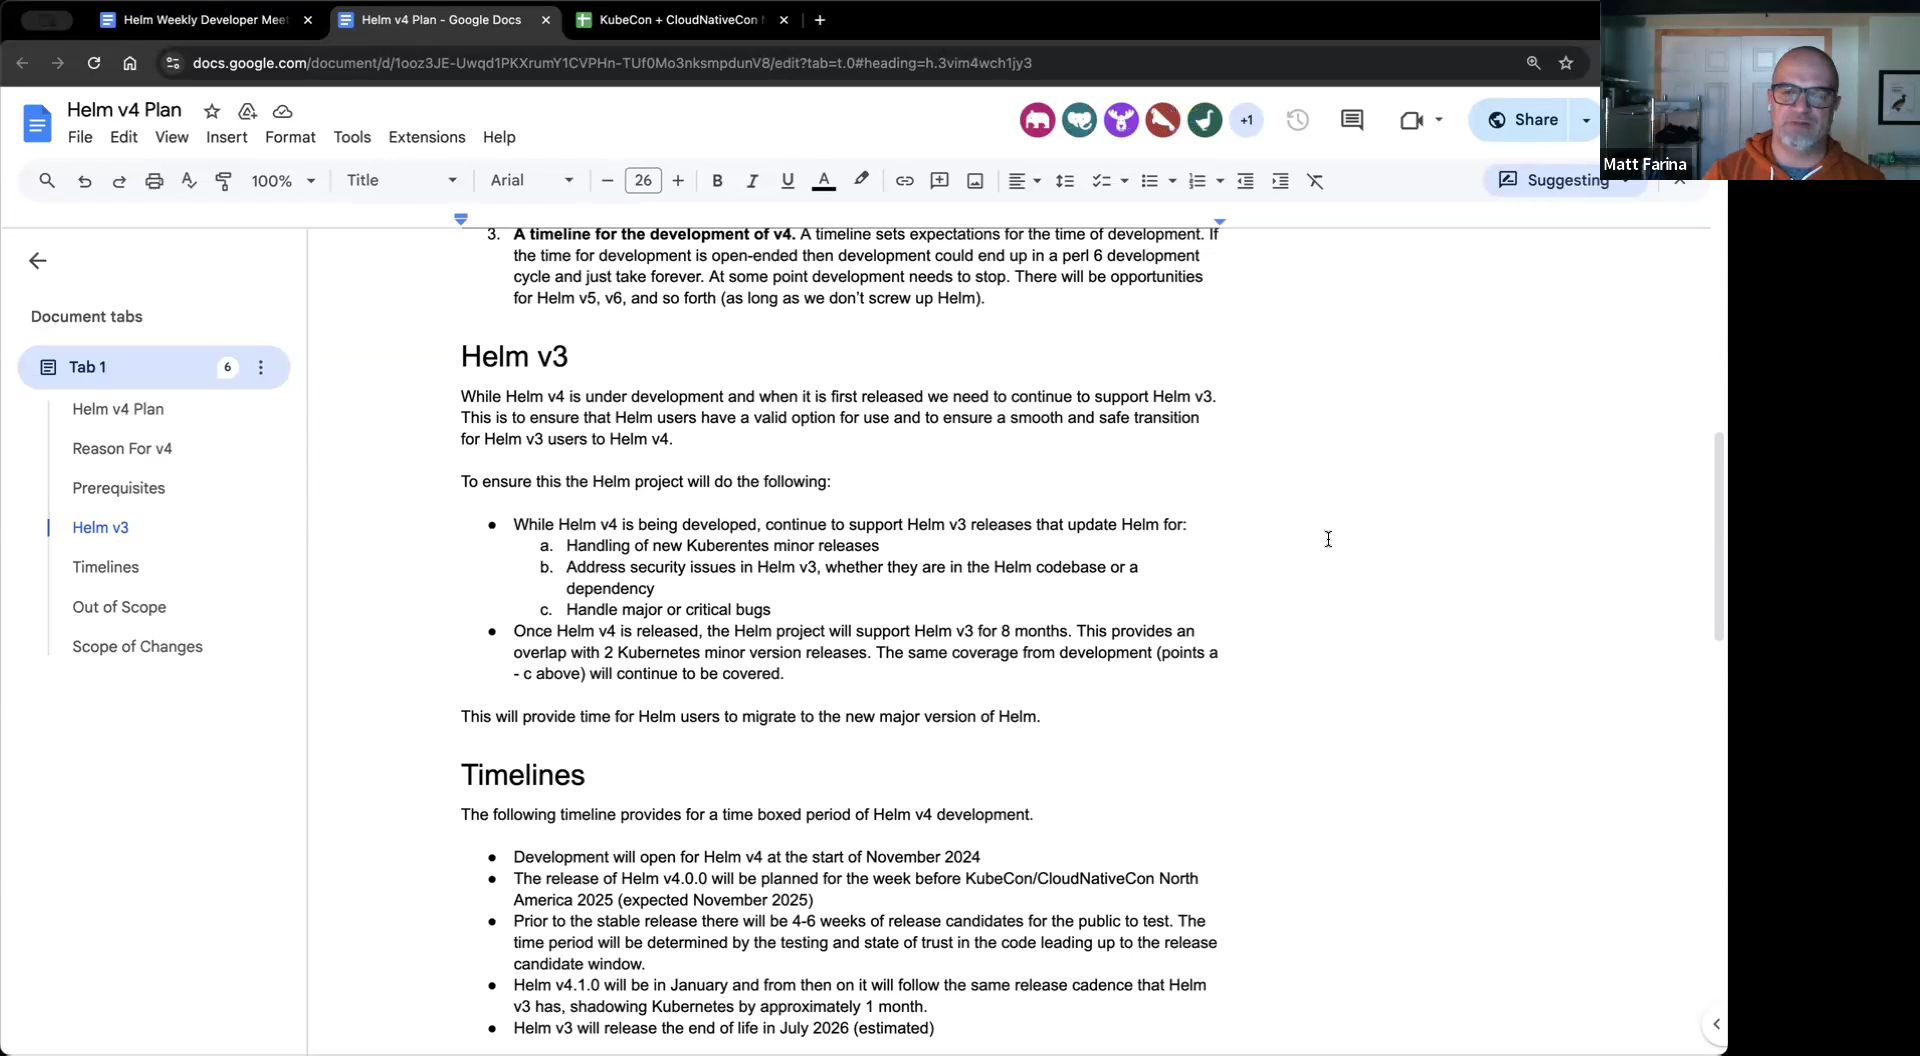 Helm Weekly Developer Meet
Helm v4 Plan - Google Docs
KubeCon + CloudNativeCon
docs.google.com/document/d/1ooz3JE-Uwqd1PKXrumY1CVPHn-TUf0Mo3nksmpdunV8/edit?tab=t.0#heading=h.3vim4wch1jy3
Matt Farina
Helm v4 Plan
File Edit View Insert Format Tools Extensions Help
+1
Share
100% Title Arial 26 B I U A
Suggesting
Document tabs
Tab 1 6
Helm v4 Plan
Reason For v4
Prerequisites
Helm v3
Timelines
Out of Scope
Scope of Changes
3. A timeline for the development of v4. A timeline sets expectations for the time of development. If
the time for development is open-ended then development could end up in a perl 6 development
cycle and just take forever. At some point development needs to stop. There will be opportunities
for Helm v5, v6, and so forth (as long as we don't screw up Helm).
Helm v3
While Helm v4 is under development and when it is first released we need to continue to support Helm v3.
This is to ensure that Helm users have a valid option for use and to ensure a smooth and safe transition
for Helm v3 users to Helm v4.
To ensure this the Helm project will do the following:
● While Helm v4 is being developed, continue to support Helm v3 releases that update Helm for:
a. Handling of new Kuberentes minor releases
b. Address security issues in Helm v3, whether they are in the Helm codebase or a
dependency
c. Handle major or critical bugs
● Once Helm v4 is released, the Helm project will support Helm v3 for 8 months. This provides an
overlap with 2 Kubernetes minor version releases. The same coverage from development (points a
- c above) will continue to be covered.
This will provide time for Helm users to migrate to the new major version of Helm.
Timelines
The following timeline provides for a time boxed period of Helm v4 development.
● Development will open for Helm v4 at the start of November 2024
● The release of Helm v4.0.0 will be planned for the week before KubeCon/CloudNativeCon North
America 2025 (expected November 2025)
● Prior to the stable release there will be 4-6 weeks of release candidates for the public to test. The
time period will be determined by the testing and state of trust in the code leading up to the release
candidate window.
● Helm v4.1.0 will be in January and from then on it will follow the same release cadence that Helm
v3 has, shadowing Kubernetes by approximately 1 month.
● Helm v3 will release the end of life in July 2026 (estimated)